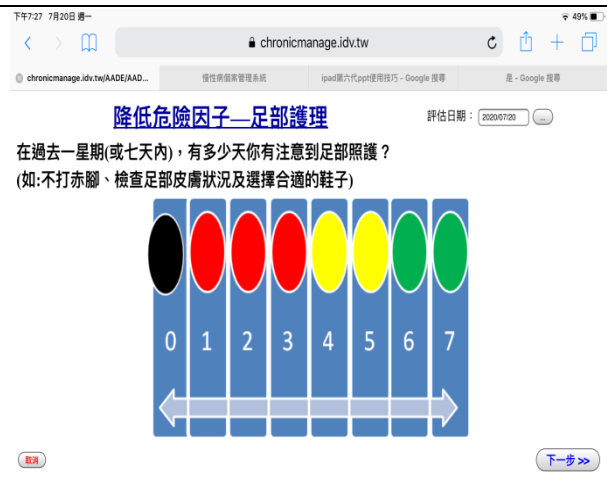 下午7:27 7月20日 週一
49%
chronicmanage.idv.tw
chronicmanage.idv.tw/AADE/AAD...
慢性病個案管理系統
ipad第六代ppt使用技巧 - Google 搜尋
是 - Google 搜尋
降低危險因子—足部護理
評估日期：
2020/07/20
...
在過去一星期(或七天內)，有多少天你有注意到足部照護？
(如:不打赤腳、檢查足部皮膚狀況及選擇合適的鞋子)
0 1 2 3 4 5 6 7
取消
下一步 >>